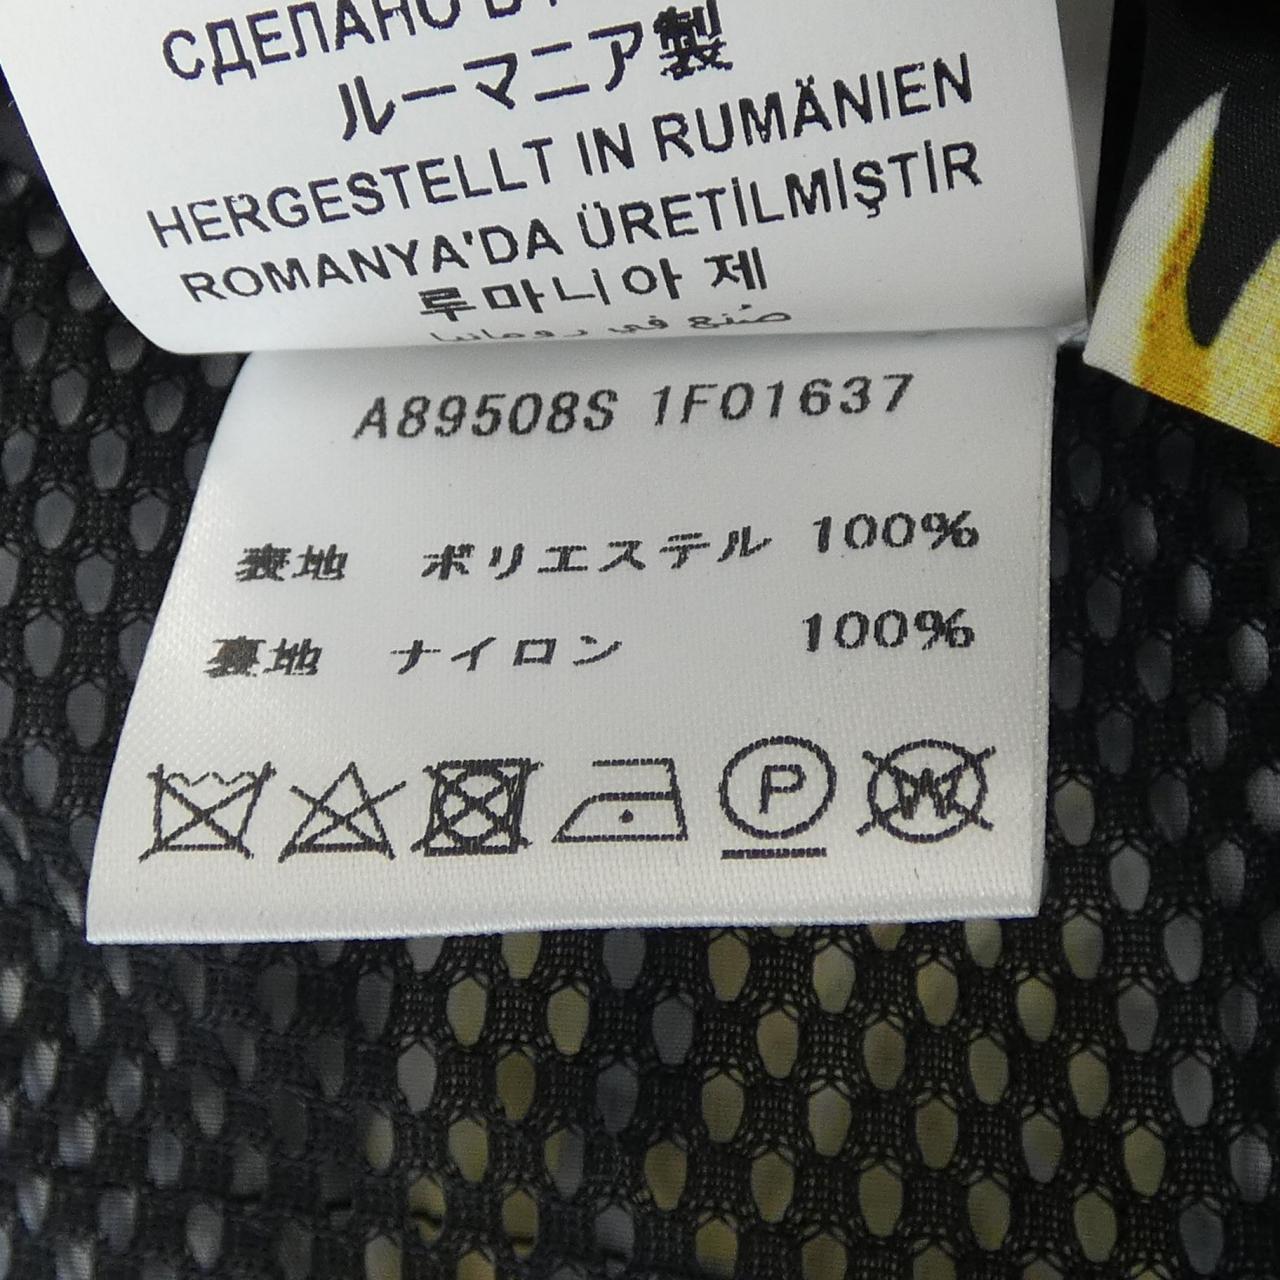 СДЕЛАНО В
ルーマニア製
HERGESTELLT IN RUMÄNIEN
ROMANYA'DA ÜRETİLMİŞTİR
루마니아 제
صُنع في رومانيا
A89508S 1F01637
表地 ポリエステル 100%
裏地 ナイロン 100%
P
W